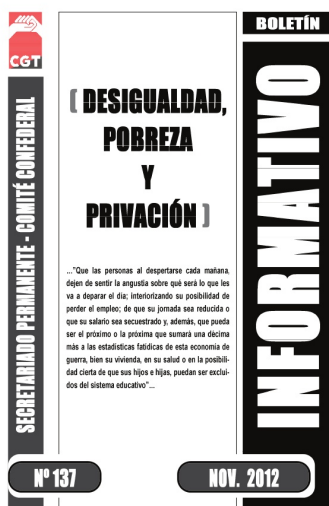 BOLETÍN
CGT
SECRETARIADO PERMANENTE - COMITÉ CONFEDERAL
[ DESIGUALDAD,
POBREZA
Y
PRIVACIÓN ]
..."Que las personas al despertarse cada mañana,
dejen de sentir la angustia sobre qué será lo que les
va a deparar el día; interiorizando su posibilidad de
perder el empleo; de que su jornada sea reducida o
que su salario sea secuestrado y, además, que pueda
ser el próximo o la próxima que sumará una décima
más a las estadísticas fatídicas de esta economía de
guerra, bien su vivienda, en su salud o en la posibili-
dad cierta de que sus hijos e hijas, puedan ser exclui-
dos del sistema educativo"...
INFORMATIVO
Nº 137
NOV. 2012